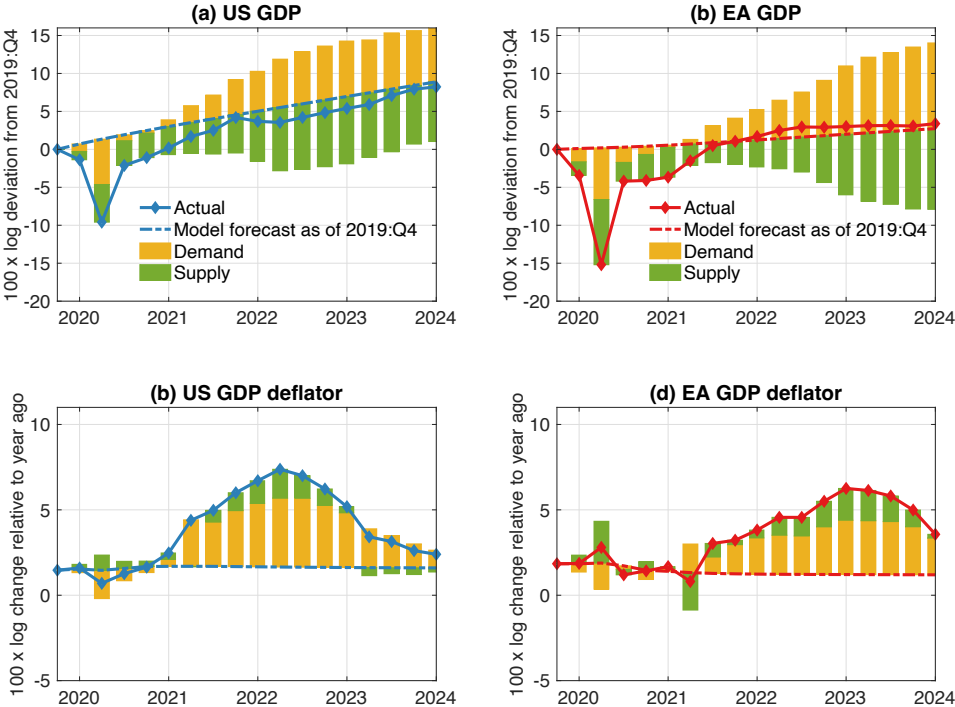 (a) US GDP
100 x log deviation from 2019:Q4
15
10
5
0
-5
-10
-15
-20
Actual
Model forecast as of 2019:Q4
Demand
Supply
2020
2021
2022
2023
2024
(b) EA GDP
100 x log deviation from 2019:Q4
15
10
5
0
-5
-10
-15
-20
Actual
Model forecast as of 2019:Q4
Demand
Supply
2020
2021
2022
2023
2024
(b) US GDP deflator
100 x log change relative to year ago
10
5
0
-5
2020
2021
2022
2023
2024
(d) EA GDP deflator
100 x log change relative to year ago
10
5
0
-5
2020
2021
2022
2023
2024